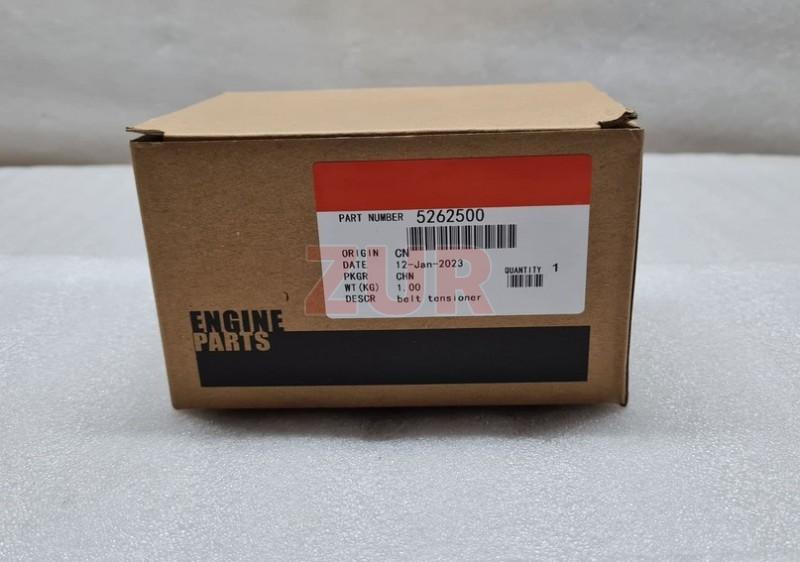 PART NUMBER 5262500
ORIGIN CN
DATE 12-Jan-2023
PKGR CHN
WT(KG) 1.00
DESCR belt tensioner
QUANTITY 1
ZUR
ENGINE
PARTS